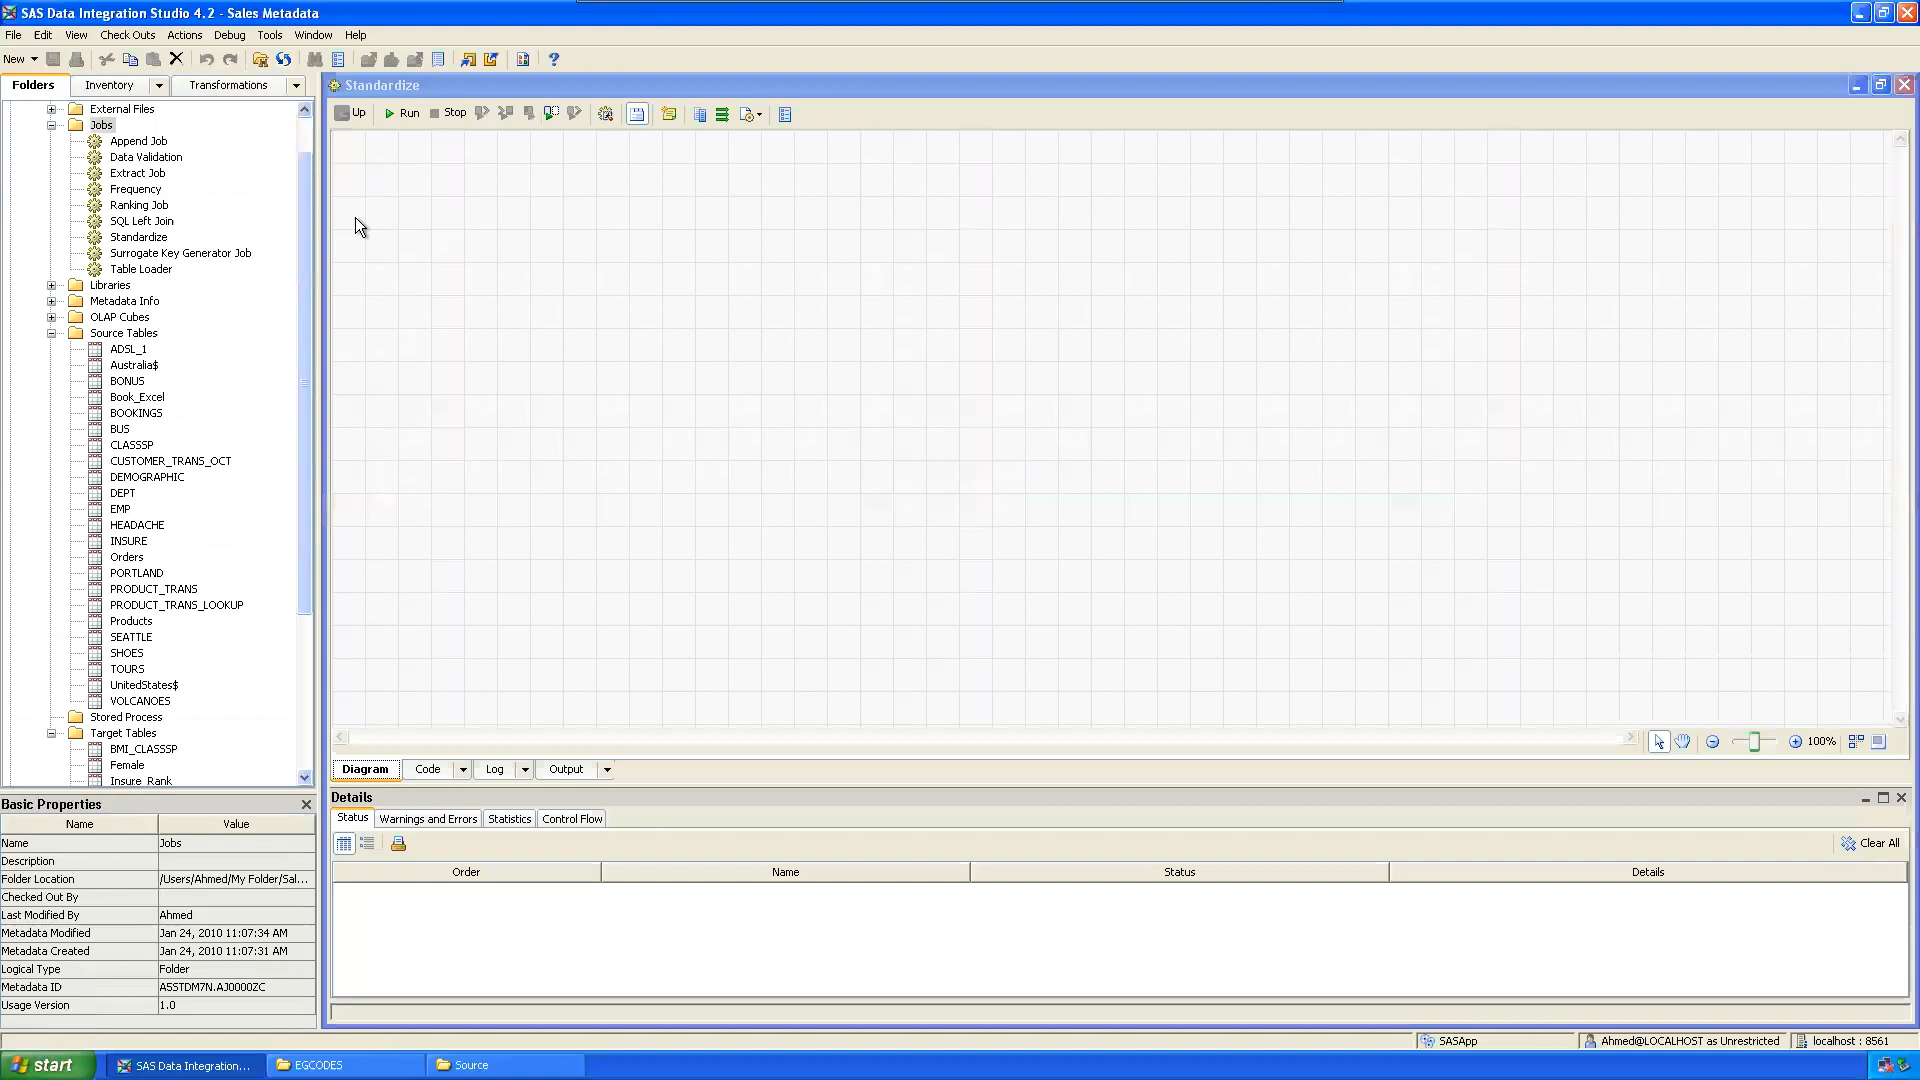 SAS Data Integration Studio 4.2 - Sales Metadata
File Edit View Check Outs Actions Debug Tools Window Help
New
Folders Inventory Transformations
Standardize
Up Run Stop
External Files
Jobs
Append Job
Data Validation
Extract Job
Frequency
Ranking Job
SQL Left Join
Standardize
Surrogate Key Generator Job
Table Loader
Libraries
Metadata Info
OLAP Cubes
Source Tables
ADSL_1
Australia$
BONUS
Book_Excel
BOOKINGS
BUS
CLASSSP
CUSTOMER_TRANS_OCT
DEMOGRAPHIC
DEPT
EMP
HEADACHE
INSURE
Orders
PORTLAND
PRODUCT_TRANS
PRODUCT_TRANS_LOOKUP
Products
SEATTLE
SHOES
TOURS
UnitedStates$
VOLCANOES
Stored Process
Target Tables
BMI_CLASSSP
Female
Insure_Rank
100%
Diagram Code Log Output
Basic Properties
Name Value
Name Jobs
Description
Folder Location /Users/Ahmed/My Folder/Sal...
Checked Out By
Last Modified By Ahmed
Metadata Modified Jan 24, 2010 11:07:34 AM
Metadata Created Jan 24, 2010 11:07:31 AM
Logical Type Folder
Metadata ID A5STDM7N.AJ0000ZC
Usage Version 1.0
Details
Status Warnings and Errors Statistics Control Flow
Clear All
Order Name Status Details
SASApp Ahmed@LOCALHOST as Unrestricted localhost : 8561
start SAS Data Integration... EGCODES Source